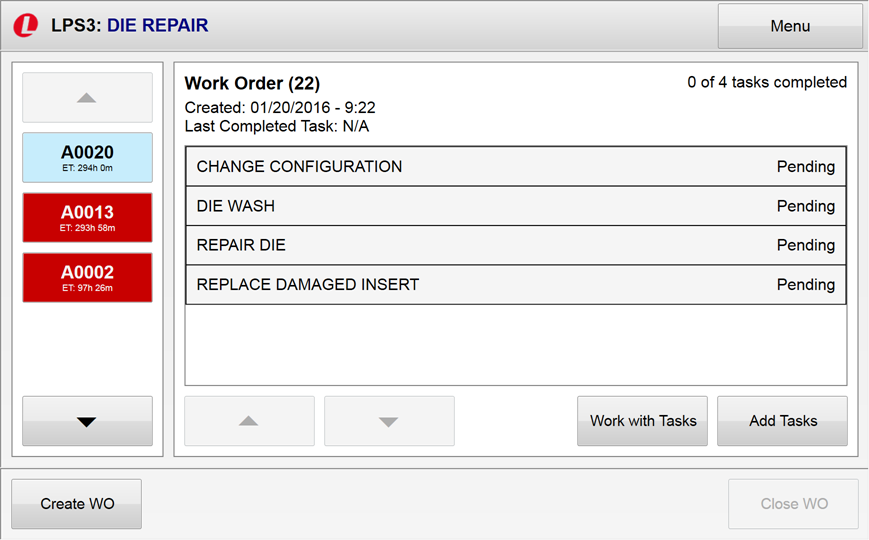 L LPS3: DIE REPAIR
Menu
A0020
ET: 294h 0m
A0013
ET: 293h 58m
A0002
ET: 97h 26m
Work Order (22)
0 of 4 tasks completed
Created: 01/20/2016 - 9:22
Last Completed Task: N/A
CHANGE CONFIGURATION Pending
DIE WASH Pending
REPAIR DIE Pending
REPLACE DAMAGED INSERT Pending
Work with Tasks
Add Tasks
Create WO
Close WO